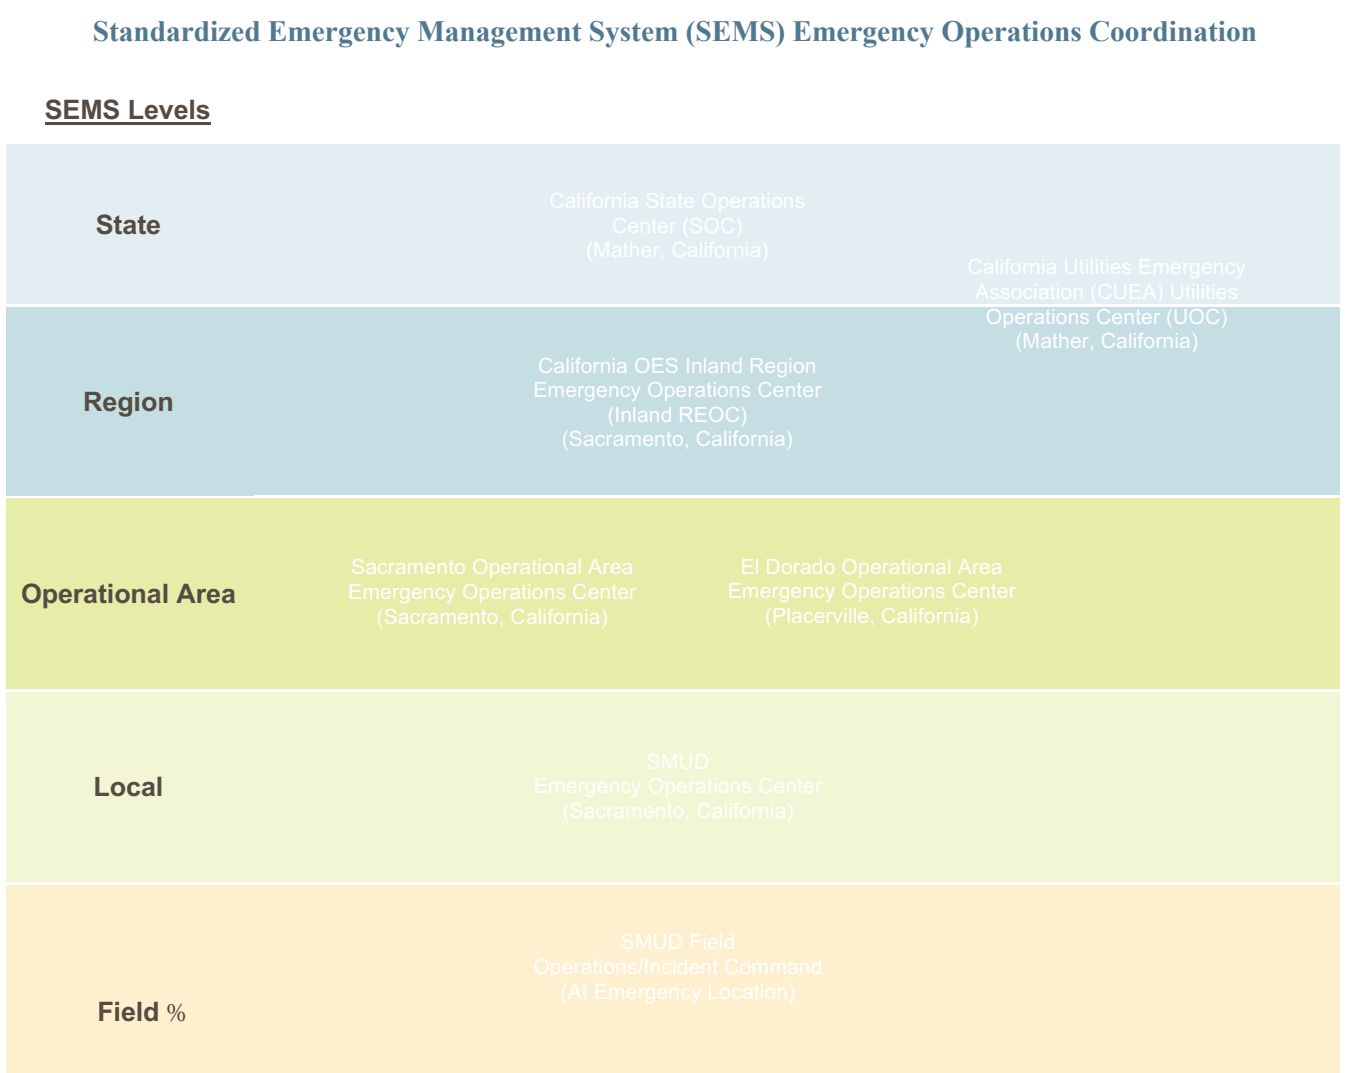 Standardized Emergency Management System (SEMS) Emergency Operations Coordination
SEMS Levels
State
California State Operations
Center (SOC)
(Mather, California)
California Utilities Emergency
Association (CUEA) Utilities
Operations Center (UOC)
(Mather, California)
Region
California OES Inland Region
Emergency Operations Center
(Inland REOC)
(Sacramento, California)
Operational Area
Sacramento Operational Area
Emergency Operations Center
(Sacramento, California)
El Dorado Operational Area
Emergency Operations Center
(Placerville, California)
Local
SMUD
Emergency Operations Center
(Sacramento, California)
Field %
SMUD Field
Operations/Incident Command
(At Emergency Location)